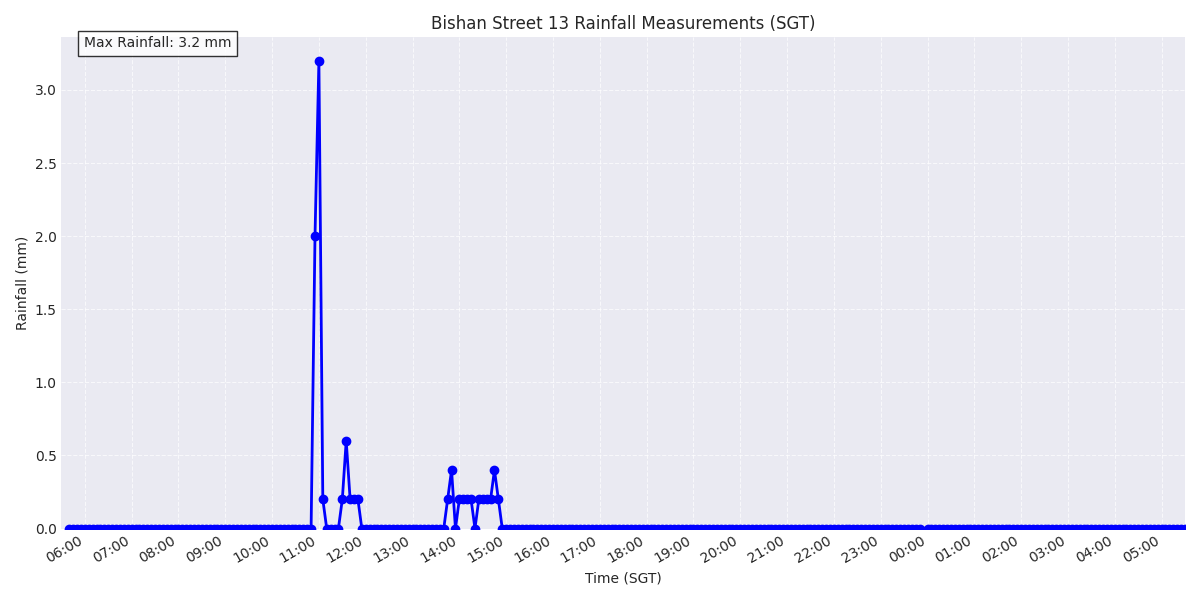 Bishan Street 13 Rainfall Measurements (SGT)
Max Rainfall: 3.2 mm
Rainfall (mm)
3.0
2.5
2.0
1.5
1.0
0.5
0.0
06:00 07:00 08:00 09:00 10:00 11:00 12:00 13:00 14:00 15:00 16:00 17:00 18:00 19:00 20:00 21:00 22:00 23:00 00:00 01:00 02:00 03:00 04:00 05:00
Time (SGT)